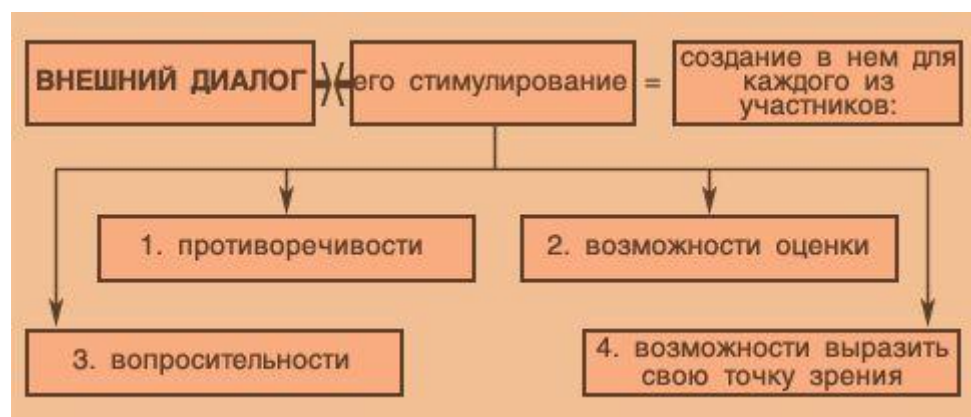 ВНЕШНИЙ ДИАЛОГ
его стимулирование
=
создание в нем для
каждого из
участников:
1. противоречивости
2. возможности оценки
3. вопросительности
4. возможности выразить
свою точку зрения